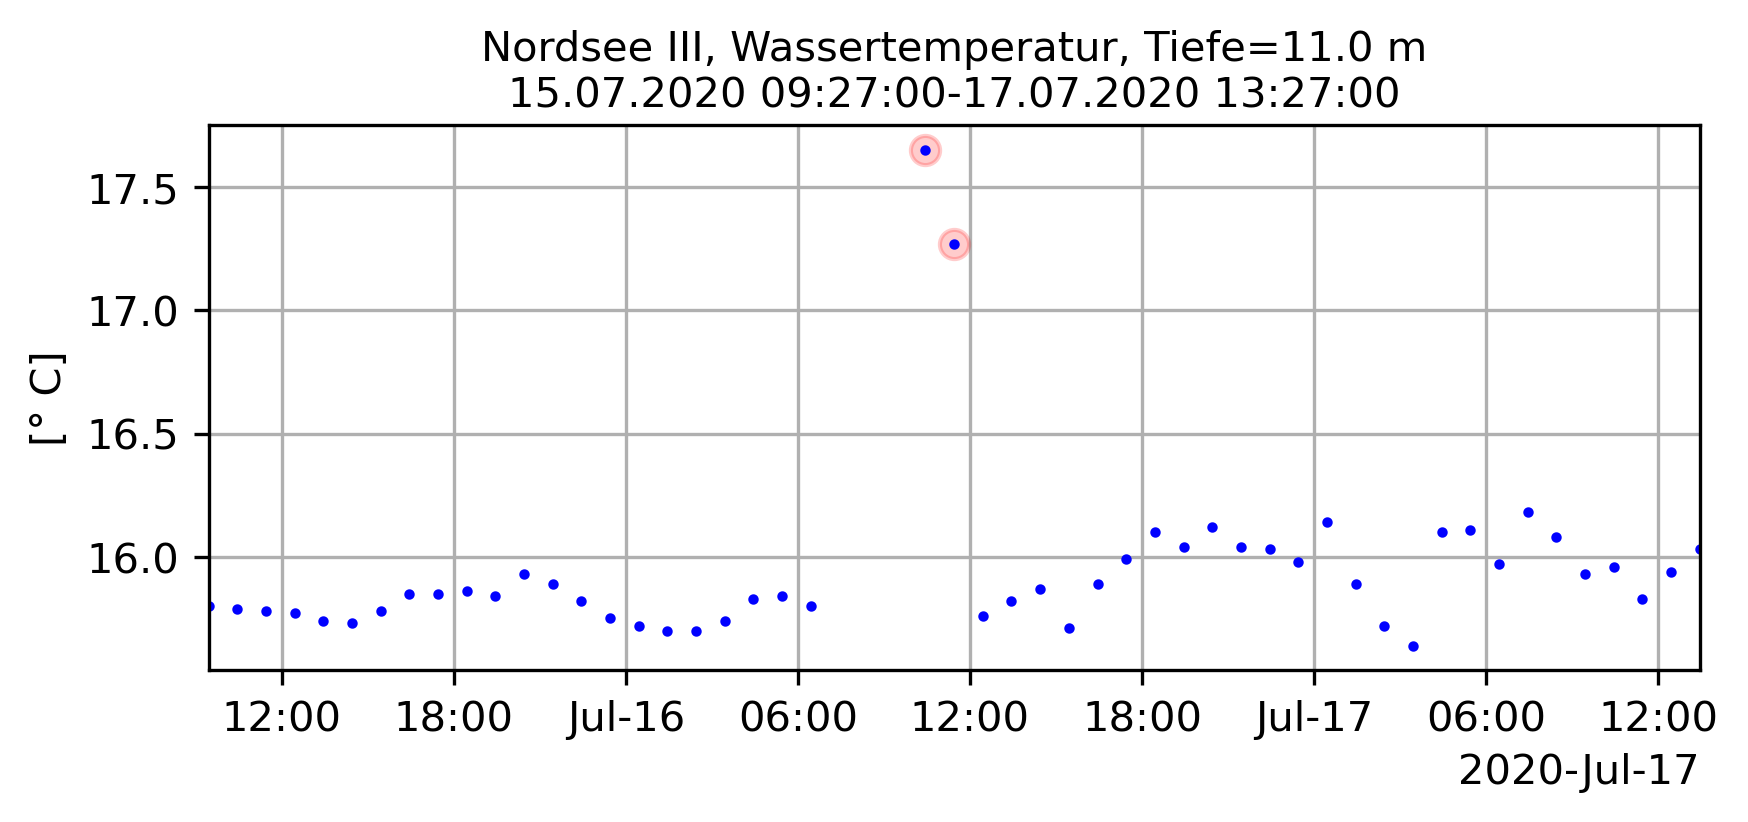 Nordsee III, Wassertemperatur, Tiefe=11.0 m
15.07.2020 09:27:00-17.07.2020 13:27:00
17.5
17.0
16.5
16.0
[° C]
12:00 18:00 Jul-16 06:00 12:00 18:00 Jul-17 06:00 12:00
2020-Jul-17